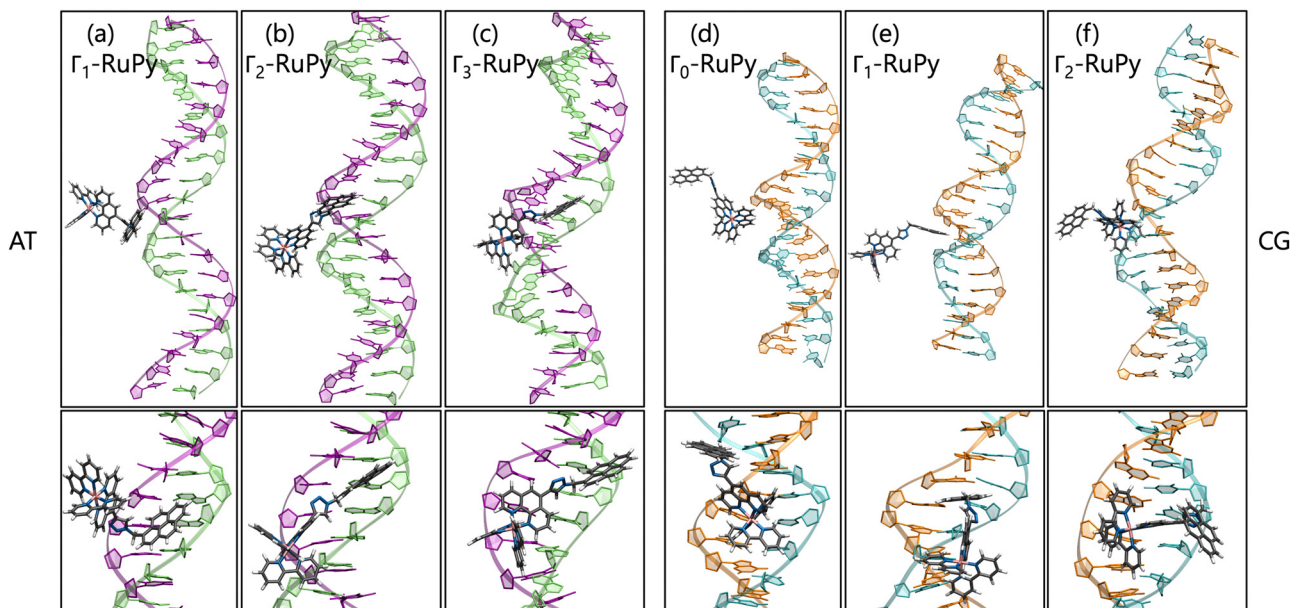 (a)
Γ₁-RuPy
(b)
Γ₂-RuPy
(c)
Γ₃-RuPy
(d)
Γ₀-RuPy
(e)
Γ₁-RuPy
(f)
Γ₂-RuPy
AT
CG